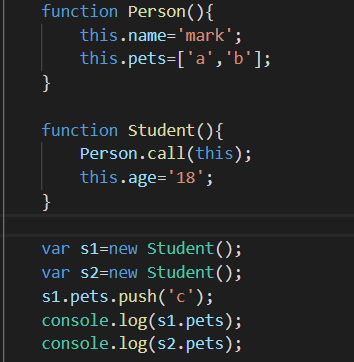 function Person(){
this.name='mark';
this.pets=['a','b'];
}
function Student(){
Person.call(this);
this.age='18';
}
var s1=new Student();
var s2=new Student();
s1.pets.push('c');
console.log(s1.pets);
console.log(s2.pets);